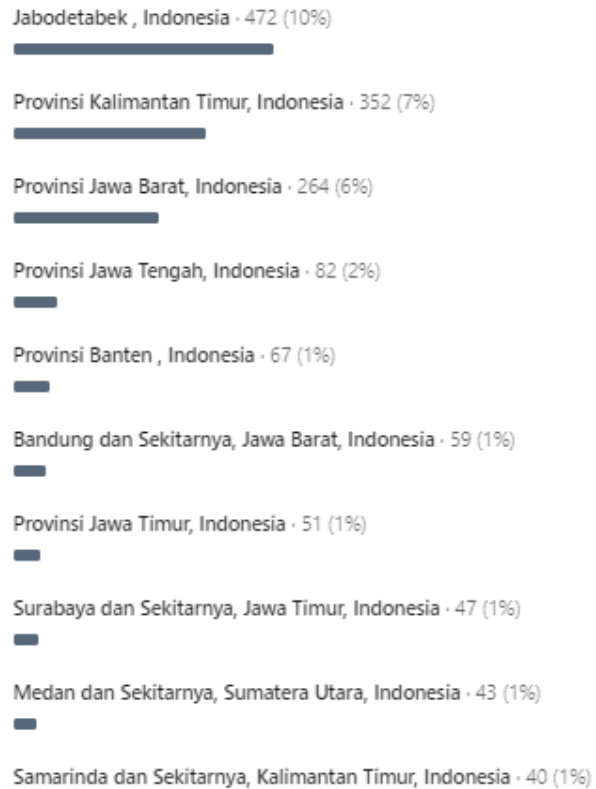 Jabodetabek , Indonesia · 472 (10%)
Provinsi Kalimantan Timur, Indonesia · 352 (7%)
Provinsi Jawa Barat, Indonesia · 264 (6%)
Provinsi Jawa Tengah, Indonesia · 82 (2%)
Provinsi Banten , Indonesia · 67 (1%)
Bandung dan Sekitarnya, Jawa Barat, Indonesia · 59 (1%)
Provinsi Jawa Timur, Indonesia · 51 (1%)
Surabaya dan Sekitarnya, Jawa Timur, Indonesia · 47 (1%)
Medan dan Sekitarnya, Sumatera Utara, Indonesia · 43 (1%)
Samarinda dan Sekitarnya, Kalimantan Timur, Indonesia · 40 (1%)